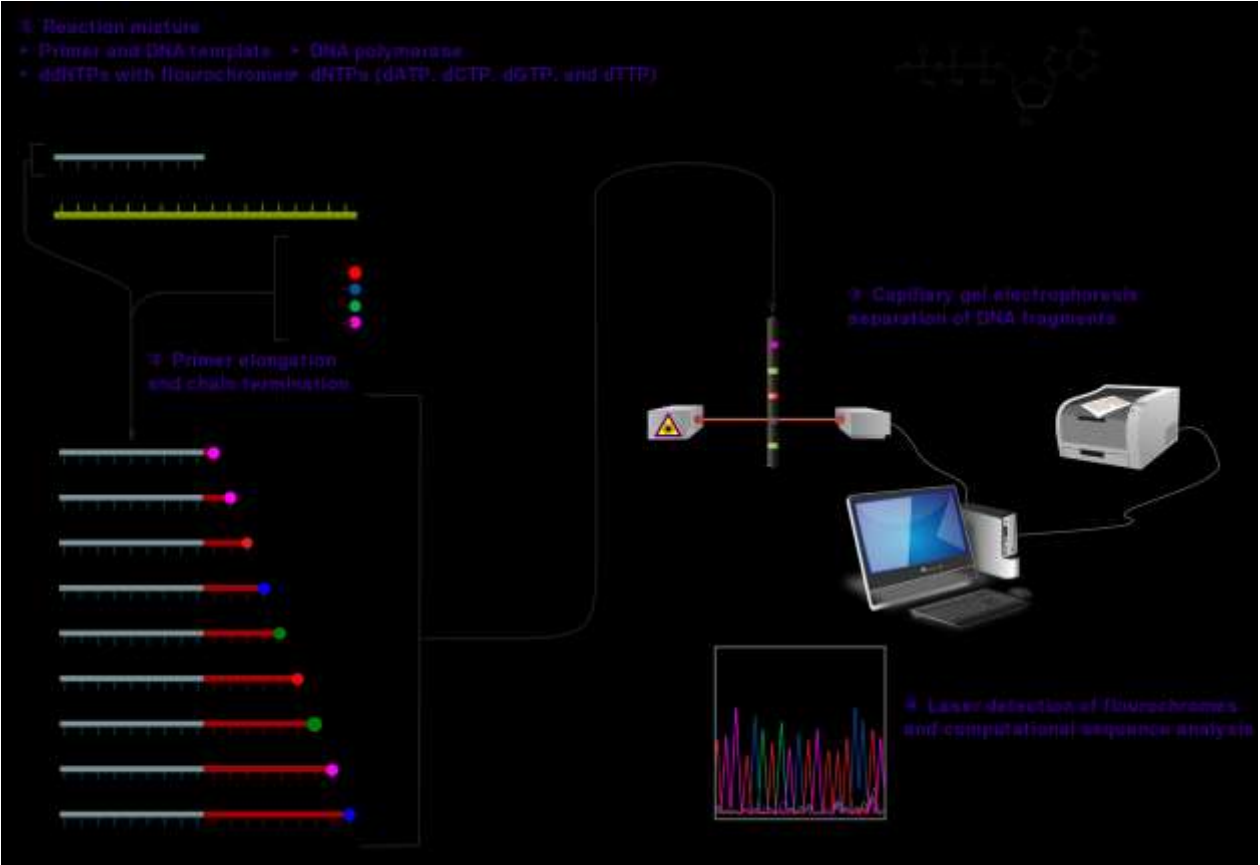 ① Reaction mixture
• Primer and DNA template • DNA polymerase
• ddNTPs with flourochromes • dNTPs (dATP, dCTP, dGTP, and dTTP)
② Primer elongation
and chain termination
③ Capillary gel electrophoresis
separation of DNA fragments
④ Laser detection of flourochromes
and computational sequence analysis